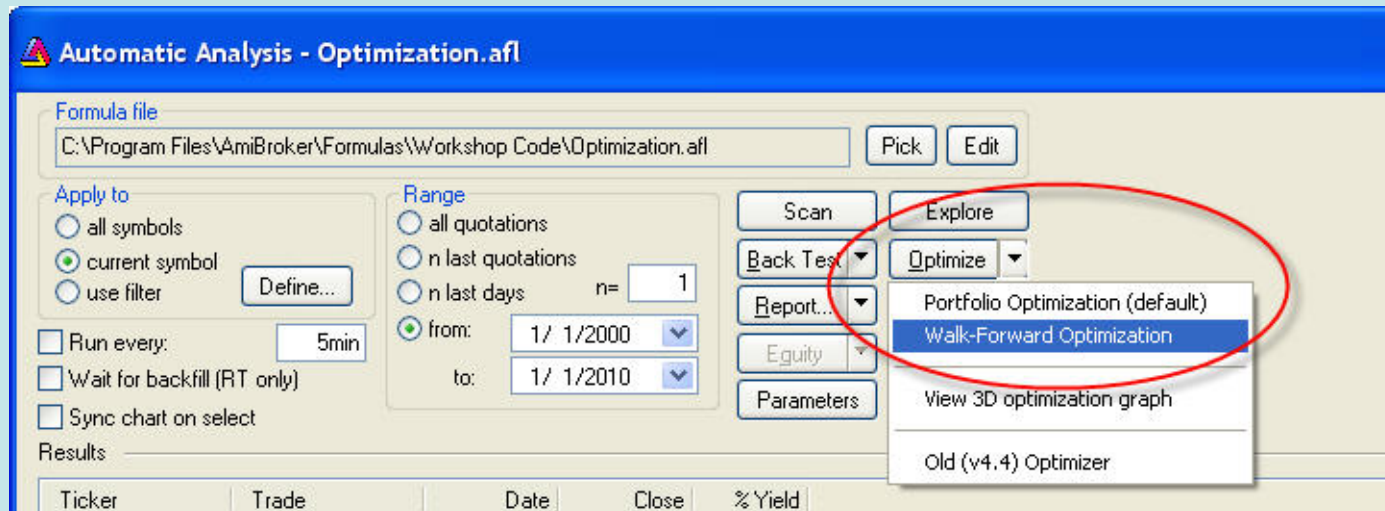 Automatic Analysis - Optimization.afl
Formula file
C:\Program Files\AmiBroker\Formulas\Workshop Code\Optimization.afl
Pick
Edit
Apply to
all symbols
current symbol
use filter
Define...
Run every:
5min
Wait for backfill (RT only)
Sync chart on select
Range
all quotations
n last quotations
n last days
n=
1
from:
1/ 1/2000
to:
1/ 1/2010
Scan
Explore
Back Test
Optimize
Report...
Equity
Parameters
Portfolio Optimization (default)
Walk-Forward Optimization
View 3D optimization graph
Old (v4.4) Optimizer
Results
Ticker
Trade
Date
Close
% Yield